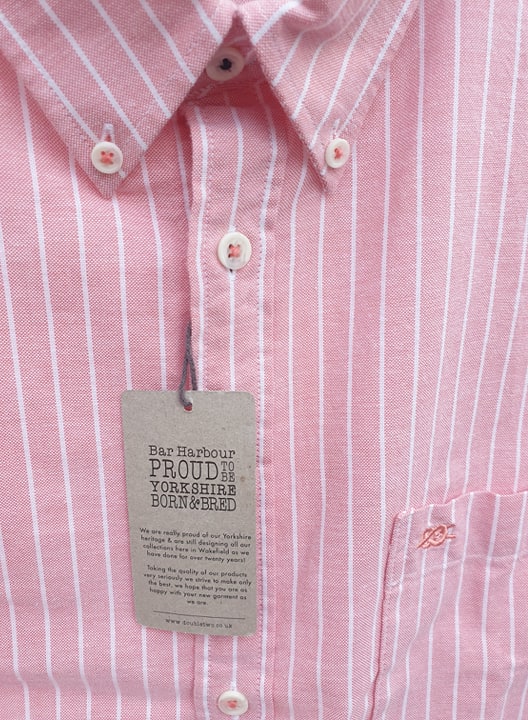 Bar Harbour
PROUD TO BE
YORKSHIRE
BORN & BRED
We are really proud of our Yorkshire
heritage & are still designing all our
collections here in Wakefield as we
have done for over twenty years!
Taking the quality of our products
very seriously we strive to make only
the best, we hope that you are as
happy with your new garment as
we are.
www.doubletwo.co.uk